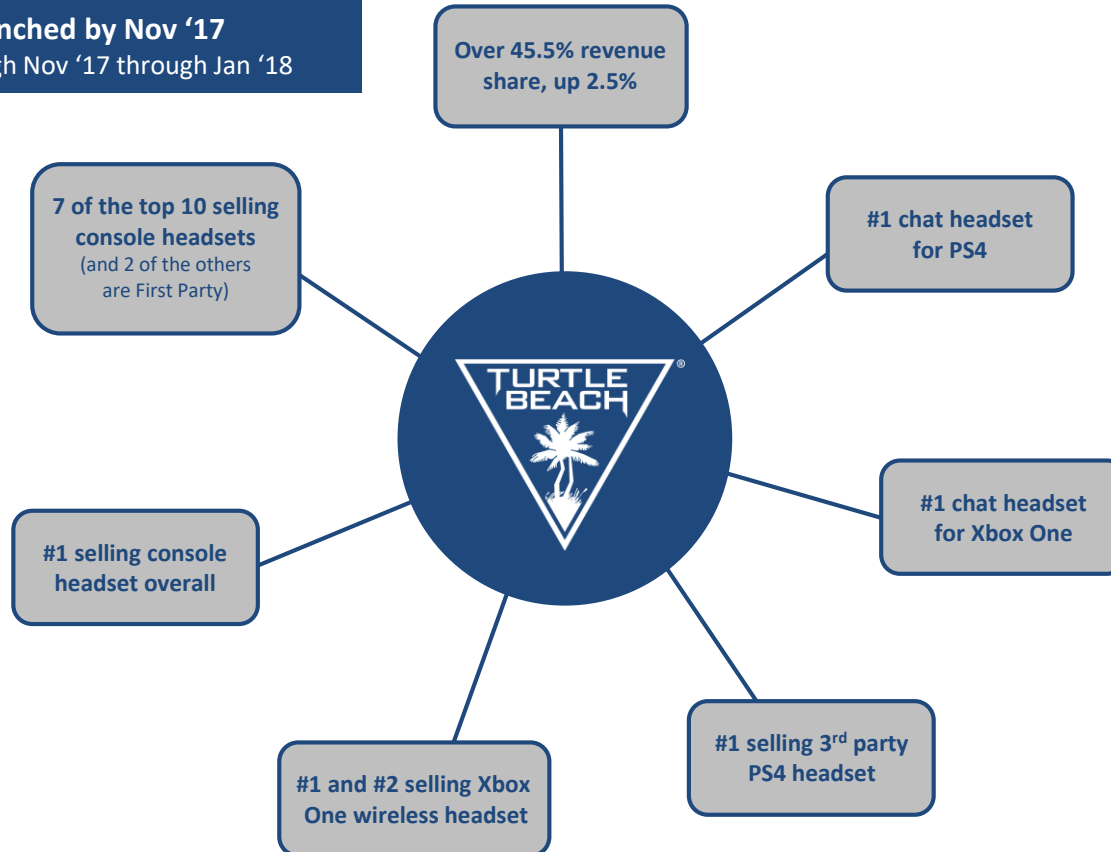 by Nov ‘17
Nov ‘17 through Jan ‘18
Over 45.5% revenue
share, up 2.5%
7 of the top 10 selling
console headsets
(and 2 of the others
are First Party)
#1 chat headset
for PS4
TURTLE
BEACH
®
#1 chat headset
for Xbox One
#1 selling console
headset overall
#1 selling 3rd party
PS4 headset
#1 and #2 selling Xbox
One wireless headset